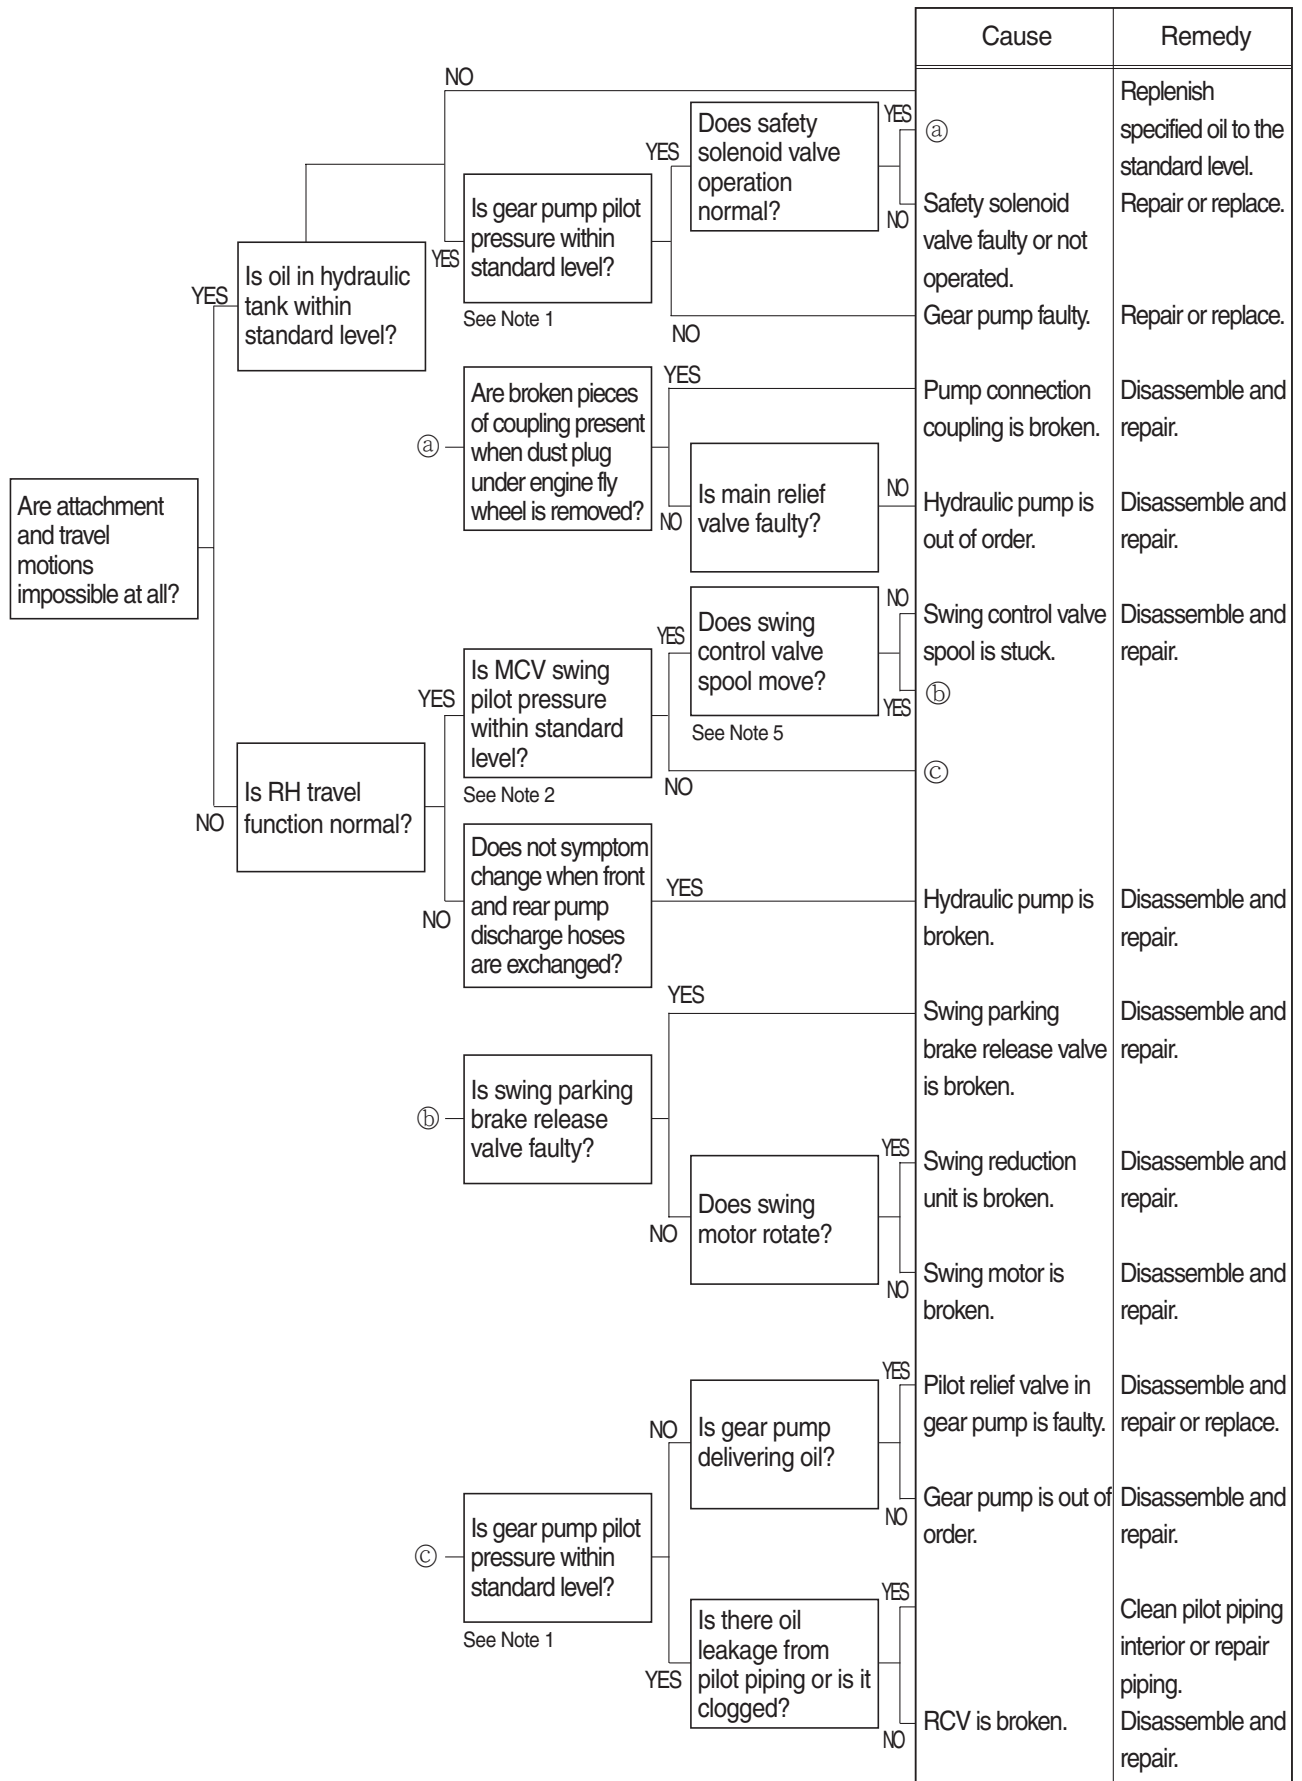 Cause
Remedy
NO
Replenish
specified oil to the
standard level.
YES
ⓐ
Does safety
solenoid valve
operation
normal?
YES
NO
Safety solenoid
valve faulty or not
operated.
Repair or replace.
Is gear pump pilot
pressure within
standard level?
YES
See Note 1
Is oil in hydraulic
tank within
standard level?
YES
NO
Gear pump faulty.
Repair or replace.
Are broken pieces
of coupling present
when dust plug
under engine fly
wheel is removed?
ⓐ
YES
Pump connection
coupling is broken.
Disassemble and
repair.
NO
Is main relief
valve faulty?
NO
Hydraulic pump is
out of order.
Disassemble and
repair.
Are attachment
and travel
motions
impossible at all?
Does swing
control valve
spool move?
YES
NO
Swing control valve
spool is stuck.
Disassemble and
repair.
YES
ⓑ
See Note 5
Is MCV swing
pilot pressure
within standard
level?
YES
See Note 2
NO
ⓒ
Is RH travel
function normal?
NO
Does not symptom
change when front
and rear pump
discharge hoses
are exchanged?
NO
YES
Hydraulic pump is
broken.
Disassemble and
repair.
YES
Swing parking
brake release valve
is broken.
Disassemble and
repair.
ⓑ
Is swing parking
brake release
valve faulty?
NO
Does swing
motor rotate?
YES
Swing reduction
unit is broken.
Disassemble and
repair.
NO
Swing motor is
broken.
Disassemble and
repair.
NO
Is gear pump
delivering oil?
YES
Pilot relief valve in
gear pump is faulty.
Disassemble and
repair or replace.
NO
Gear pump is out of
order.
Disassemble and
repair.
ⓒ
Is gear pump pilot
pressure within
standard level?
See Note 1
YES
Is there oil
leakage from
pilot piping or is it
clogged?
YES
Clean pilot piping
interior or repair
piping.
NO
RCV is broken.
Disassemble and
repair.